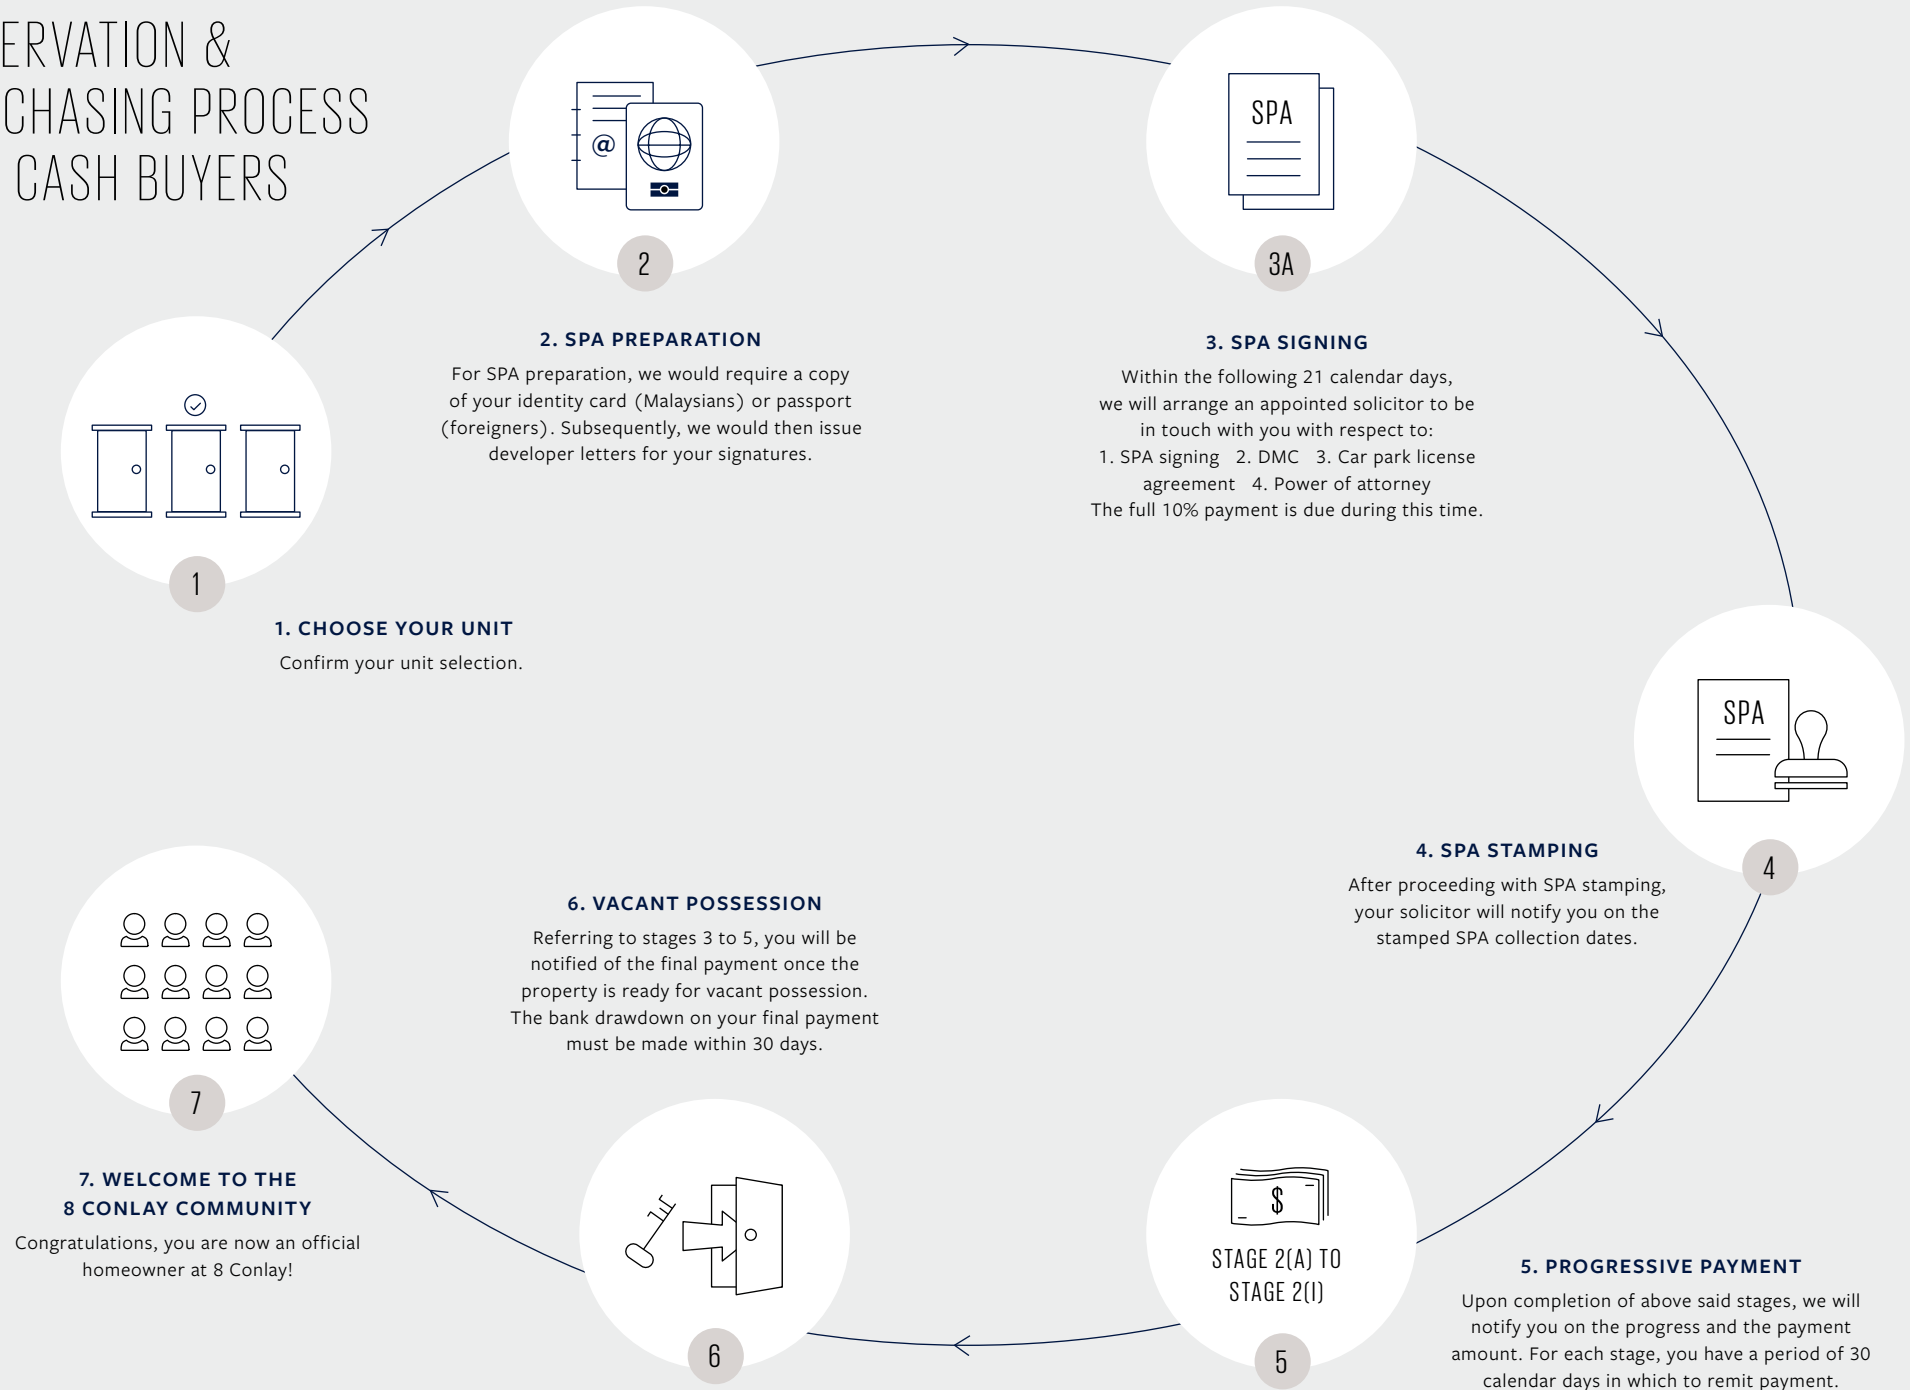 ERVATION &
CHASING PROCESS
CASH BUYERS
@
2
SPA
3A
2. SPA PREPARATION
For SPA preparation, we would require a copy
of your identity card (Malaysians) or passport
(foreigners). Subsequently, we would then issue
developer letters for your signatures.
3. SPA SIGNING
Within the following 21 calendar days,
we will arrange an appointed solicitor to be
in touch with you with respect to:
1. SPA signing 2. DMC 3. Car park license
agreement 4. Power of attorney
The full 10% payment is due during this time.
1
1. CHOOSE YOUR UNIT
Confirm your unit selection.
SPA
4
4. SPA STAMPING
After proceeding with SPA stamping,
your solicitor will notify you on the
stamped SPA collection dates.
6. VACANT POSSESSION
Referring to stages 3 to 5, you will be
notified of the final payment once the
property is ready for vacant possession.
The bank drawdown on your final payment
must be made within 30 days.
7
7. WELCOME TO THE
8 CONLAY COMMUNITY
Congratulations, you are now an official
homeowner at 8 Conlay!
6
$
STAGE 2(A) TO
STAGE 2(I)
5
5. PROGRESSIVE PAYMENT
Upon completion of above said stages, we will
notify you on the progress and the payment
amount. For each stage, you have a period of 30
calendar days in which to remit payment.